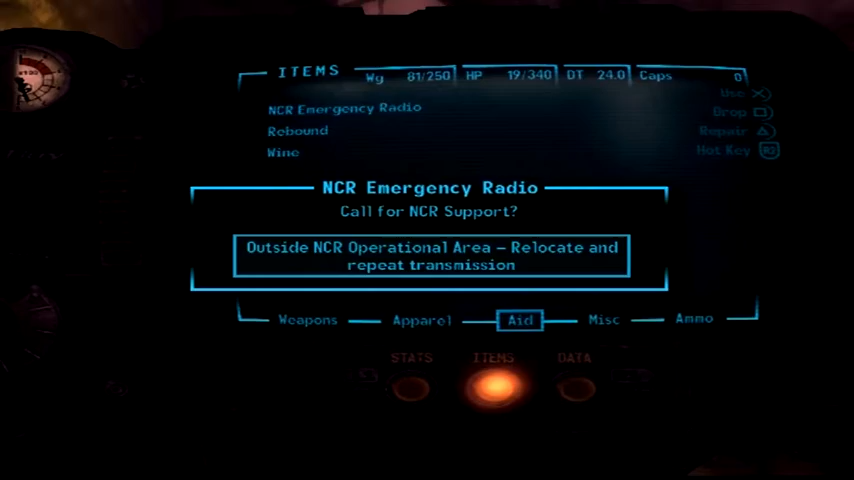 ITEMS Wg 81/250 HP 19/340 DT 24.0 Caps 0
NCR Emergency Radio
Rebound
Wine
Use X
Drop
Repair
Hot Key R2
NCR Emergency Radio
Call for NCR Support?
Outside NCR Operational Area – Relocate and
repeat transmission
Weapons Apparel Aid Misc Ammo
STATS ITEMS DATA